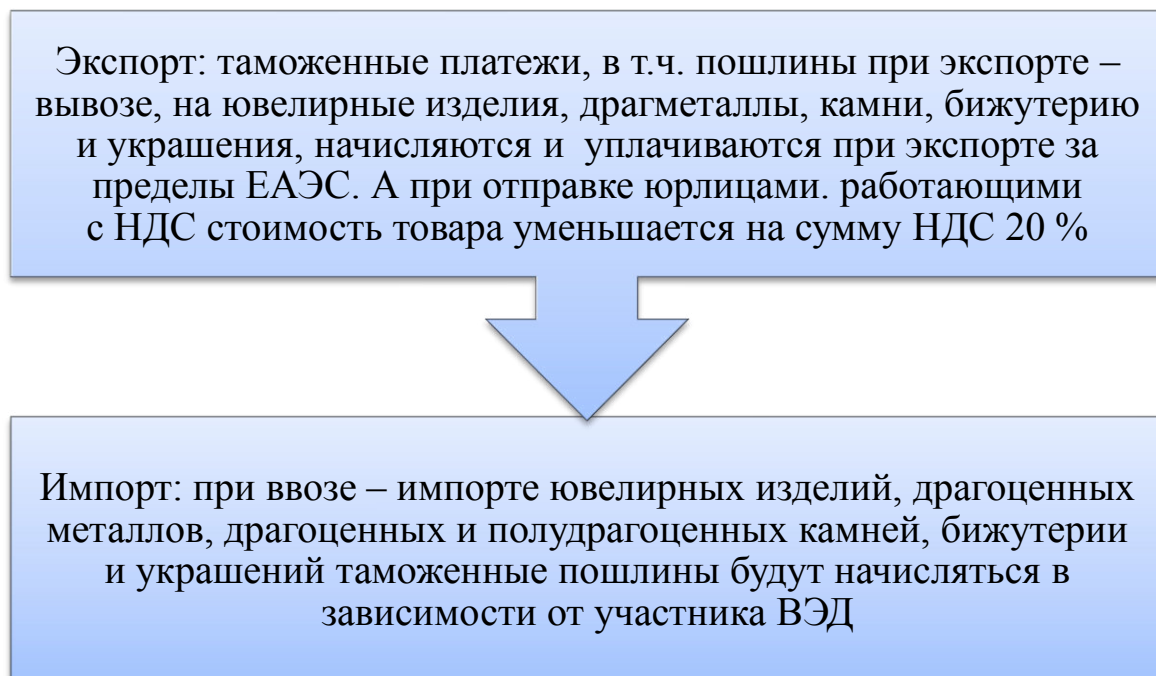 Экспорт: таможенные платежи, в т.ч. пошлины при экспорте –
вывозе, на ювелирные изделия, драгметаллы, камни, бижутерию
и украшения, начисляются и  уплачиваются при экспорте за
пределы ЕАЭС. А при отправке юрлицами. работающими
с НДС стоимость товара уменьшается на сумму НДС 20 %
Импорт: при ввозе – импорте ювелирных изделий, драгоценных
металлов, драгоценных и полудрагоценных камней, бижутерии
и украшений таможенные пошлины будут начисляться в
зависимости от участника ВЭД